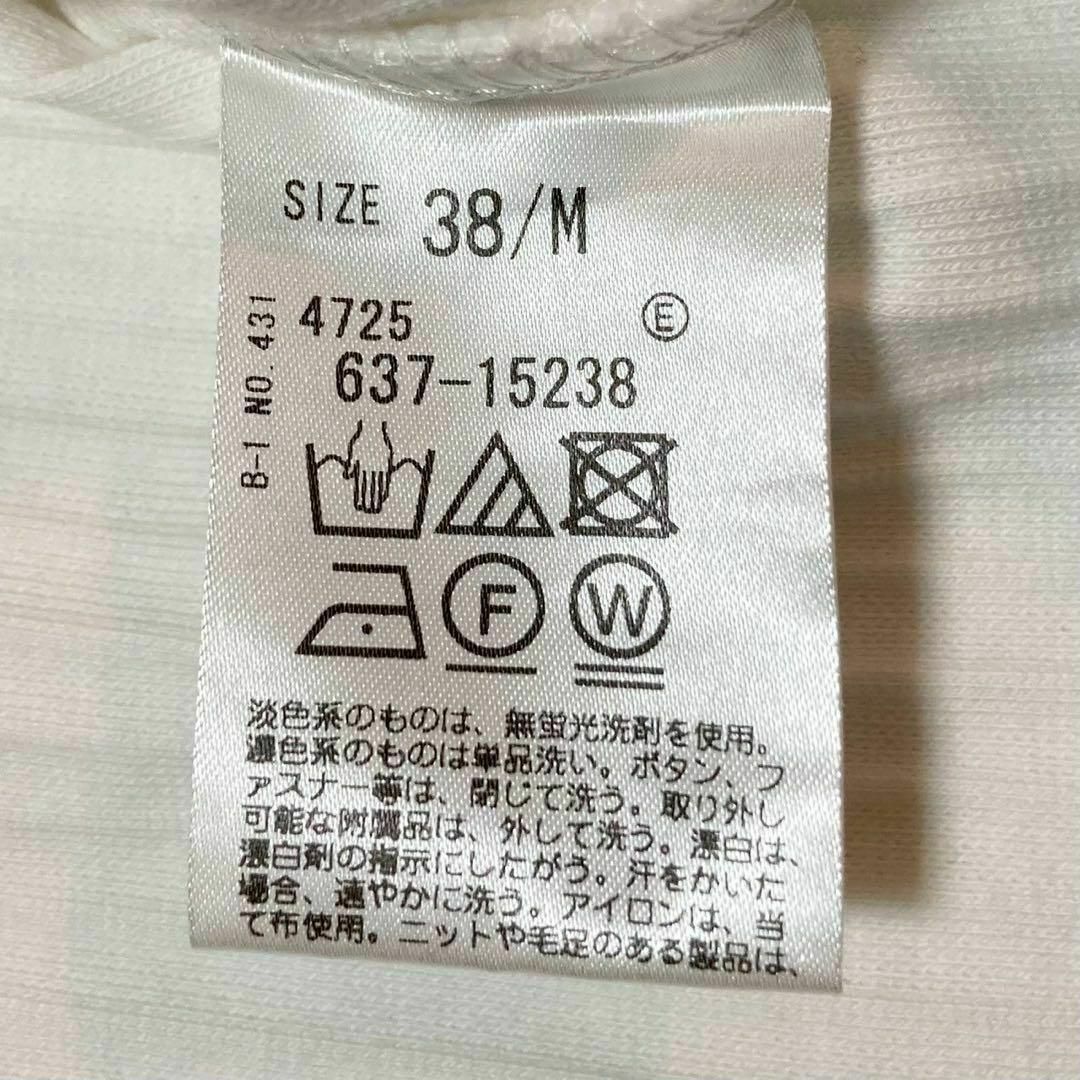 SIZE 38/M
B-1 NO.431
4725 E
637-15238
F W
淡色系のものは、無蛍光洗剤を使用。
濃色系のものは単品洗い。ボタン、フ
ァスナー等は、閉じて洗う。取り外し
可能な附属品は、外して洗う。漂白は、
漂白剤の指示にしたがう。汗をかいた
場合、速やかに洗う。アイロンは、当
て布使用。ニットや毛足のある製品は、